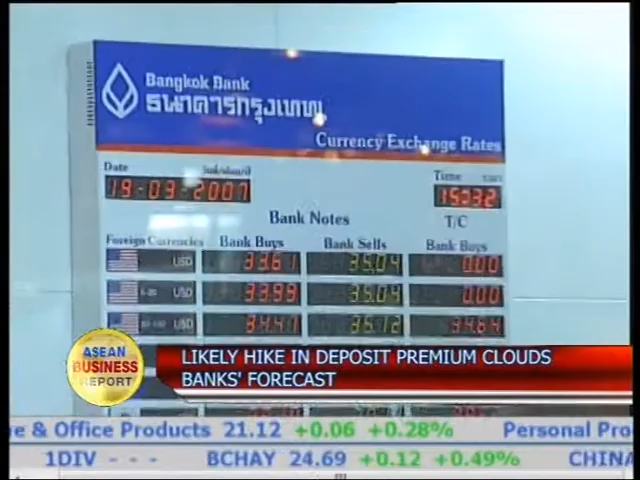 Bangkok Bank
ธนาคารกรุงเทพ
Currency Exchange Rates
Date
Time
19-09-2007
15:32
Bank Notes
T/C
Foreign Currencies Bank Buys Bank Sells Bank Buys
USD 33.61 35.04 0.00
USD 33.99 35.04 0.00
USD 34.41 35.12 34.64
ASEAN
BUSINESS
REPORT
LIKELY HIKE IN DEPOSIT PREMIUM CLOUDS
BANKS' FORECAST
e & Office Products 21.12 +0.06 +0.28% Personal Pro
1DIV - - - BCHAY 24.69 +0.12 +0.49% CHINA